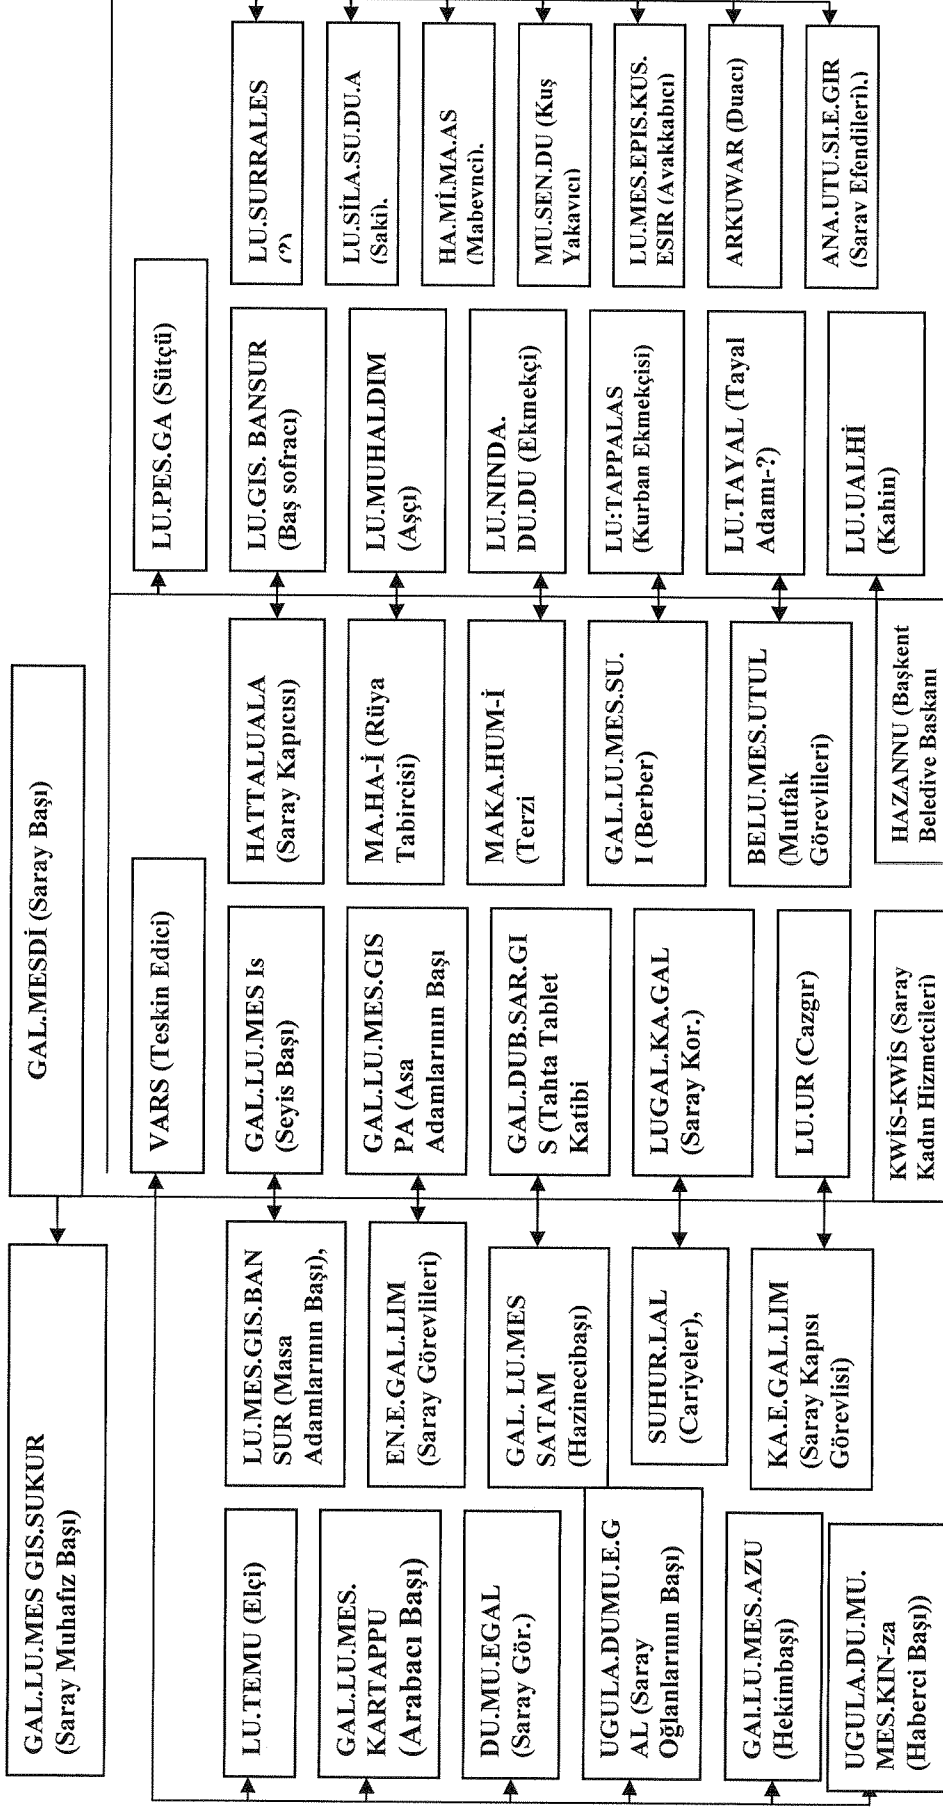 GAL.MESDİ (Saray Başı)
GAL.LU.MES GIS.SUKUR
(Saray Muhafiz Başı)
VARS (Teskin Edici)
LU.PES.GA (Sütçü)
LU.TEMU (Elçi)
GAL.LU.MES.
KARTAPPU
(Arabacı Başı)
DU.MU.EGAL
(Saray Gör.)
UGULA.DUMU.E.G
AL (Saray
Oğlanlarının Başı)
GAl.LU.MES.AZU
(Hekimbaşı)
UGULA.DU.MU.
MES.KIN-za
(Haberci Başı))
LU.MES.GIS.BAN
SUR (Masa
Adamlarının Başı),
EN.E.GAL.LIM
(Saray Görevlileri)
GAL. LU.MES
SATAM
(Hazinecibaşı)
SUHUR.LAL
(Cariyeler),
KA.E.GAL.LIM
(Saray Kapısı
Görevlisi)
GAL.LU.MES Is
(Seyis Başı)
GAL.LU.MES.GIS
PA (Asa
Adamlarının Başı
GAL.DUB.SAR.GI
S (Tahta Tablet
Katibi
LUGAL.KA.GAL
(Saray Kor.)
LU.UR (Cazgır)
KWİS-KWİS (Saray
Kadın Hizmetcileri)
HATTALUALA
(Saray Kapıcısı)
MA.HA-İ (Rüya
Tabircisi)
MAKA.HUM-İ
(Terzi
GAL.LU.MES.SU.
I (Berber)
BELU.MES.UTUL
(Mutfak
Görevlileri)
HAZANNU (Başkent
Beledive Baskanı
LU.GIS. BANSUR
(Baş sofracı)
LU.MUHALDIM
(Aşçı)
LU.NINDA.
DU.DU (Ekmekçi)
LU:TAPPALAS
(Kurban Ekmekçisi)
LU.TAYAL (Tayal
Adamı-?)
LU.UALHİ
(Kahin)
LU.SURRALES
(?)
LU.SİLA.SU.DU.A
(Saki).
HA.Mİ.MA.AS
(Mabevnci).
MU.SEN.DU (Kuş
Yakavıcı)
LU.MES.EPIS.KUS.
ESIR (Avakkabıcı)
ARKUWAR (Duacı)
ANA.UTU.SI.E.GIR
(Sarav Efendileri).)